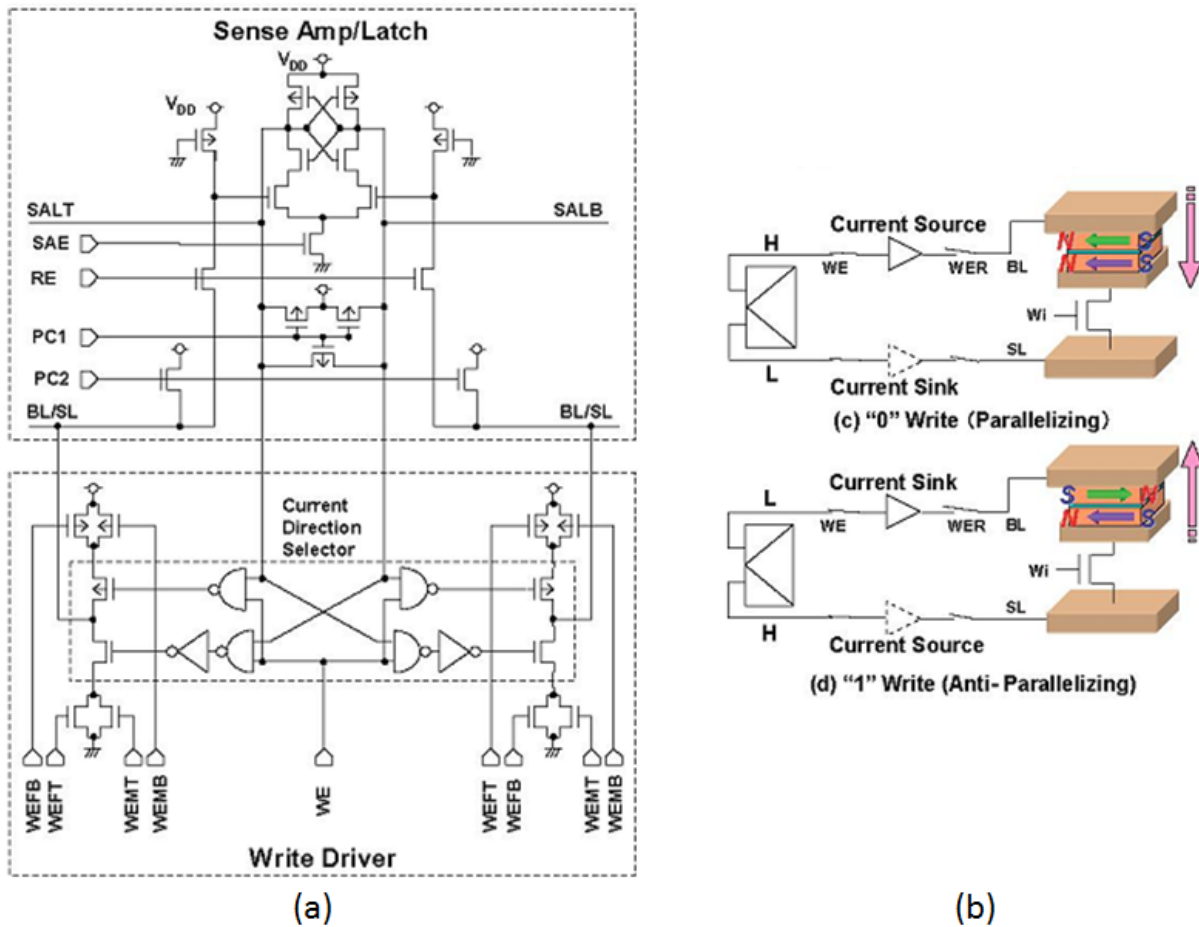 Sense Amp/Latch
VDD
VDD
SALT
SALB
SAE
RE
PC1
PC2
BL/SL
BL/SL
Current
Direction
Selector
WEFB
WEFT
WEMT
WEMB
WE
WEFT
WEFB
WEMT
WEMB
Write Driver
(a)
Current Source
H
WE
WER
BL
N
S
N
S
i
Wi
L
SL
Current Sink
(c) "0" Write (Parallelizing)
Current Sink
L
WE
WER
BL
S
N
N
S
i
Wi
H
SL
Current Source
(d) "1" Write (Anti- Parallelizing)
(b)